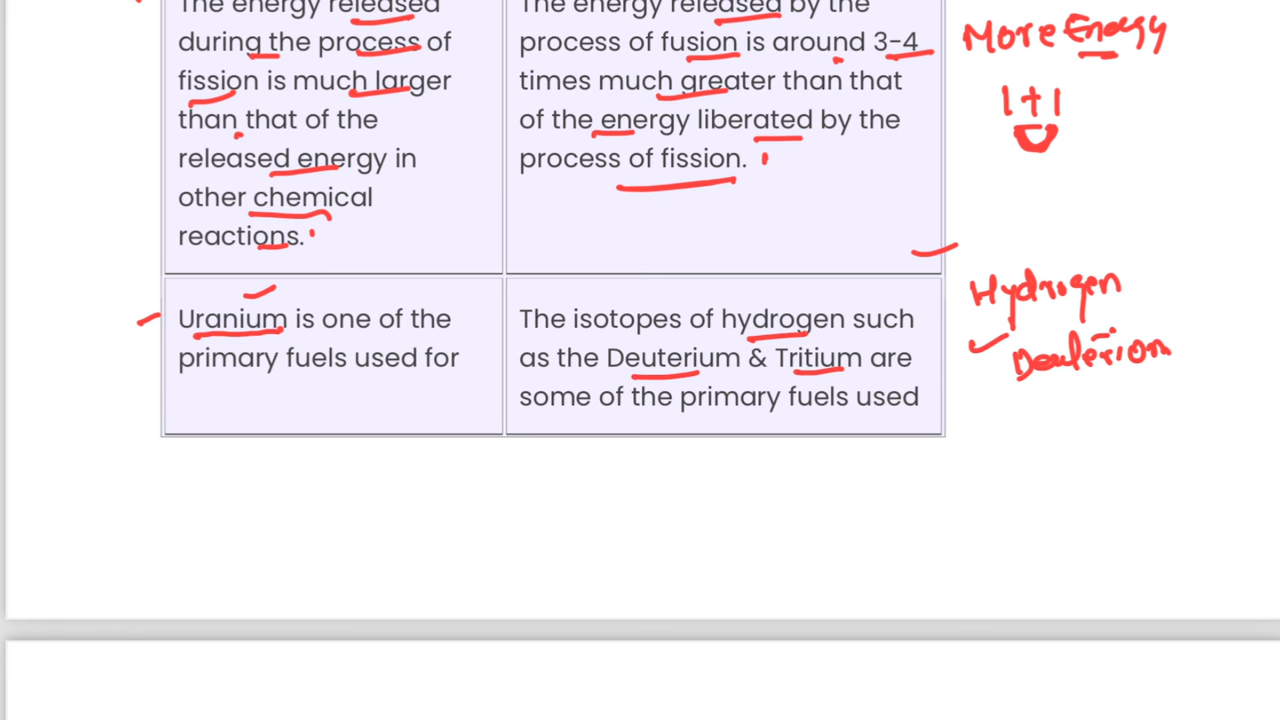 The energy released
during the process of
fission is much larger
than that of the
released energy in
other chemical
reactions.
The energy released by the
process of fusion is around 3-4
times much greater than that
of the energy liberated by the
process of fission.
More Energy
1+1
Uranium is one of the
primary fuels used for
The isotopes of hydrogen such
as the Deuterium & Tritium are
some of the primary fuels used
Hydrogen